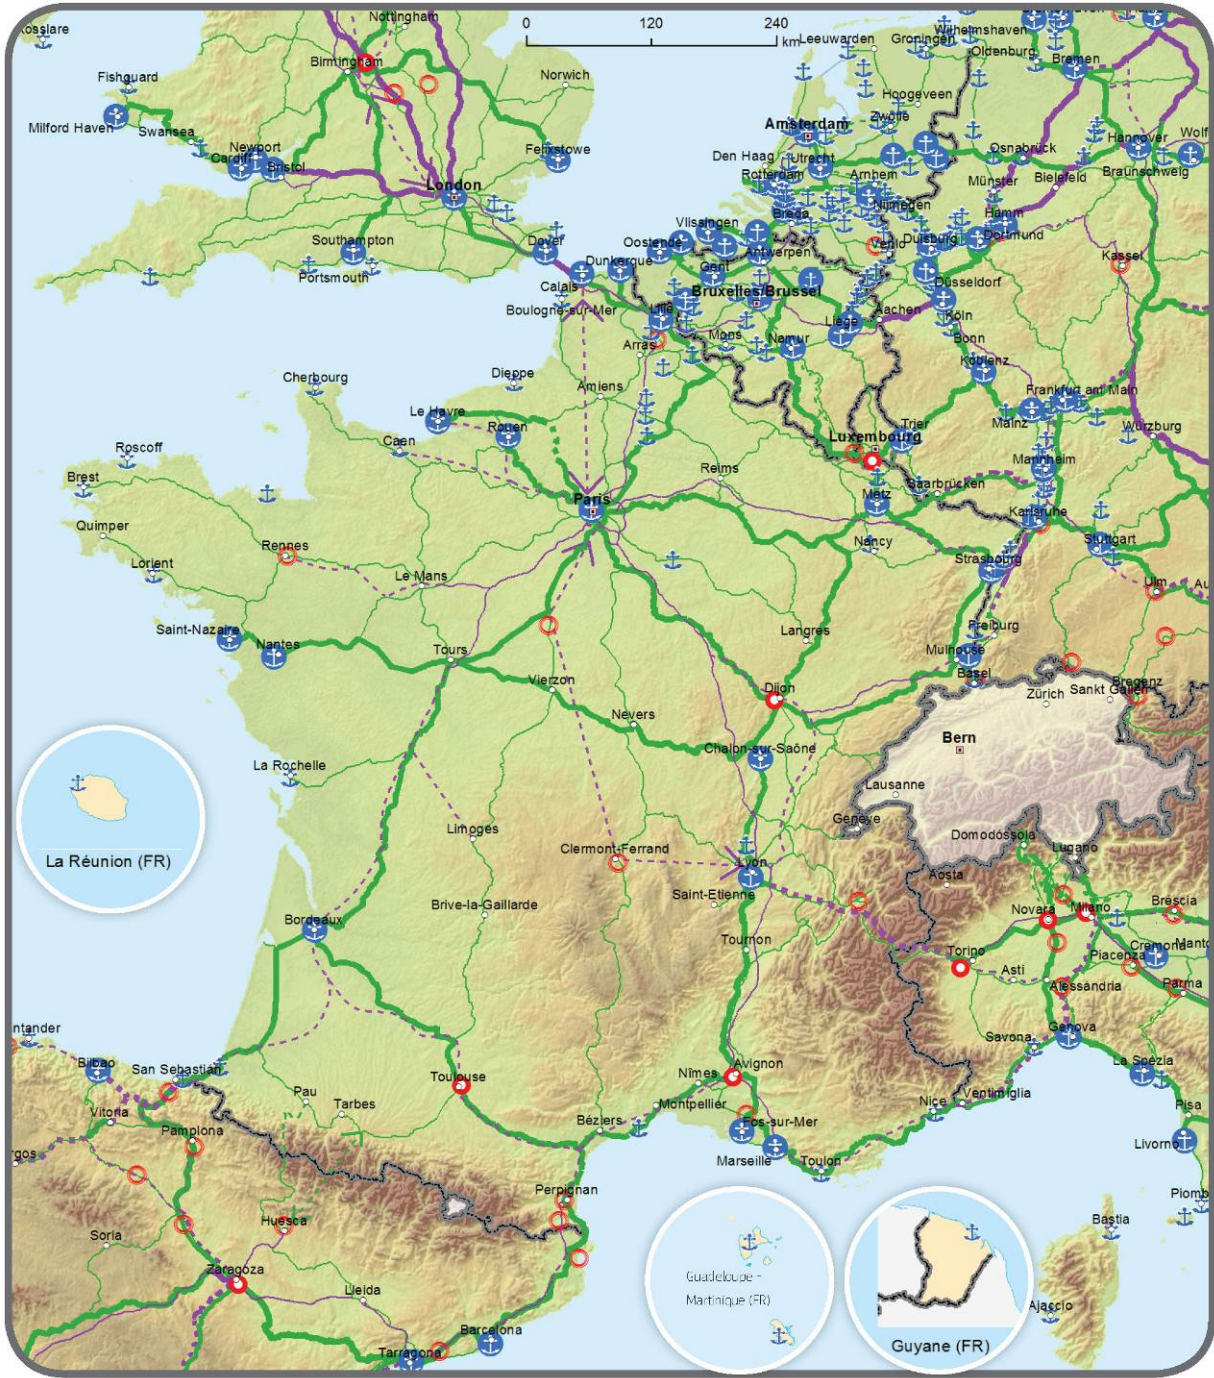 Rosslare
Nottingham
0 120 240
km
Leeuwarden
Groningen
Wilhelmshaven
Oldenburg
Bremen
Birmingham
Fishguard
Norwich
Hoogeveen
Milford Haven
Swansea
Zwolle
Amsterdam
Hannover
Wolf
Newport
Cardiff
Bristol
Felixstowe
Den Haag
Utrecht
Osnabrück
Braunschweig
London
Rotterdam
Arnhem
Münster
Bielefeld
Nijmegen
Breda
Hamm
Vlissingen
Southampton
Dover
Oostende
Antwerpen
Venlo
Duisburg
Dortmund
Portsmouth
Dunkerque
Gent
Kassel
Calais
Düsseldorf
Boulogne-sur-Mer
Bruxelles/Brussel
Lille
Liège
Aachen
Köln
Mons
Namur
Bonn
Arras
Koblenz
Cherbourg
Dieppe
Amiens
Frankfurt am Main
Le Havre
Rouen
Mainz
Trier
Würzburg
Caen
Luxembourg
Roscoff
Mannheim
Brest
Reims
Paris
Saarbrücken
Metz
Karlsruhe
Quimper
Rennes
Nancy
Stuttgart
Lorient
Strasbourg
Le Mans
Ulm
Au
Saint-Nazaire
Nantes
Langres
Freiburg
Tours
Mulhouse
Basel
Vierzon
Dijon
Zürich
Sankt Gallen
Bregenz
Nevers
Bern
Chalon-sur-Saône
La Rochelle
Lausanne
Genève
Limoges
Domodossola
Lugano
La Réunion (FR)
Clermont-Ferrand
Lyon
Aosta
Saint-Etienne
Brive-la-Gaillarde
Novara
Milano
Brescia
Bordeaux
Tournon
Torino
Cremona
Manto
Piacenza
Asti
Alessandria
Parma
ntander
Genova
Savona
Bilbao
San Sebastián
Toulouse
Avignon
La Spezia
Nîmes
Pau
Tarbes
Montpellier
Nice
Ventimiglia
Vitoria
Pisa
Pamplona
Béziers
Fos-sur-Mer
Livorno
rgos
Marseille
Toulon
Perpignan
Piomb
Soria
Huesca
Bastia
Zaragoza
Guadeloupe -
Martinique (FR)
Lleida
Ajaccio
Guyane (FR)
Barcelona
Tarragona